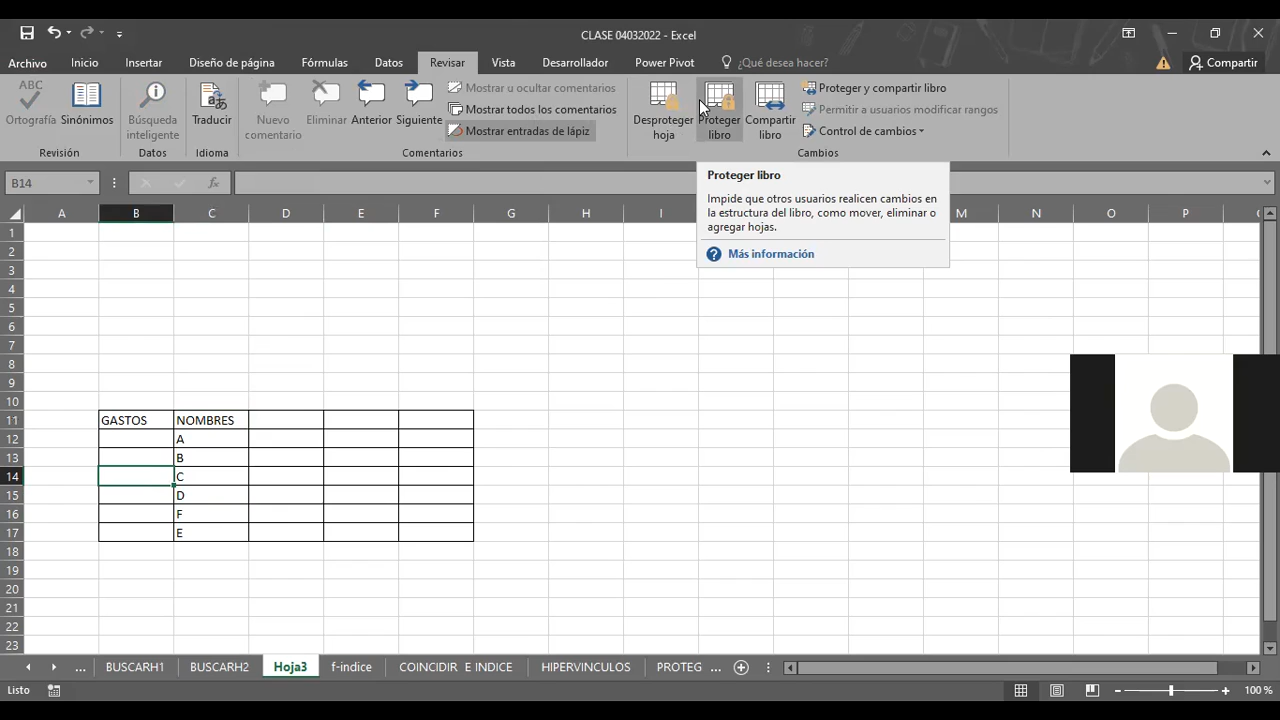 CLASE 04032022 - Excel
Archivo Inicio Insertar Diseño de página Fórmulas Datos Revisar Vista Desarrollador Power Pivot ¿Qué desea hacer? Compartir
ABC
Ortografía
Sinónimos
Búsqueda
inteligente
Traducir
Nuevo
comentario
Eliminar
Anterior
Siguiente
Mostrar u ocultar comentarios
Mostrar todos los comentarios
Mostrar entradas de lápiz
Desproteger
hoja
Proteger
libro
Compartir
libro
Proteger y compartir libro
Permitir a usuarios modificar rangos
Control de cambios
Revisión Datos Idioma Comentarios Cambios
B14 fx
Proteger libro
Impide que otros usuarios realicen cambios en
la estructura del libro, como mover, eliminar o
agregar hojas.
? Más información
A B C D E F G H I M N O P
1
2
3
4
5
6
7
8
9
10
11 GASTOS NOMBRES
12 A
13 B
14 C
15 D
16 F
17 E
18
19
20
21
22
23
... BUSCARH1 BUSCARH2 Hoja3 f-indice COINCIDIR E INDICE HIPERVINCULOS PROTEG ...
Listo 100 %